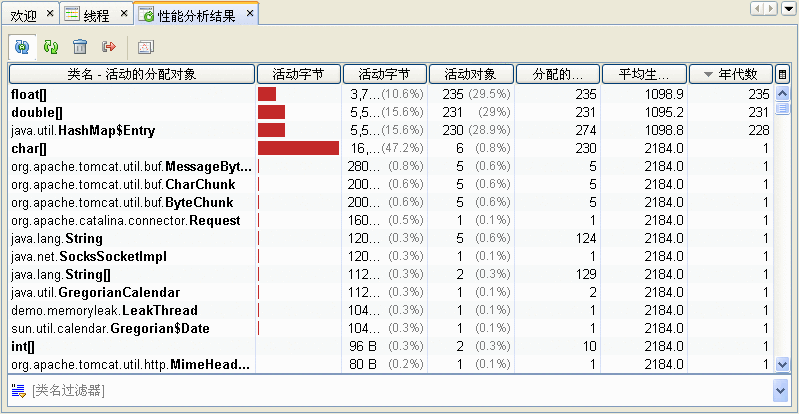 欢迎 线程 性能分析结果
类名 - 活动的分配对象 活动字节 活动字节 活动对象 分配的... 平均生... 年代数
float[] 3,7... (10.6%) 235 (29.5%) 235 1098.9 235
double[] 5,5... (15.6%) 231 (29%) 231 1095.2 231
java.util.HashMap$Entry 5,5... (15.6%) 230 (28.9%) 274 1098.8 228
char[] 16,... (47.2%) 6 (0.8%) 230 2184.0 1
org.apache.tomcat.util.buf.MessageByt... 280... (0.8%) 5 (0.6%) 5 2184.0 1
org.apache.tomcat.util.buf.CharChunk 200... (0.6%) 5 (0.6%) 5 2184.0 1
org.apache.tomcat.util.buf.ByteChunk 200... (0.6%) 5 (0.6%) 5 2184.0 1
org.apache.catalina.connector.Request 160... (0.5%) 1 (0.1%) 1 2184.0 1
java.lang.String 120... (0.3%) 5 (0.6%) 124 2184.0 1
java.net.SocksSocketImpl 120... (0.3%) 1 (0.1%) 1 2184.0 1
java.lang.String[] 112... (0.3%) 2 (0.3%) 129 2184.0 1
java.util.GregorianCalendar 112... (0.3%) 1 (0.1%) 2 2184.0 1
demo.memoryleak.LeakThread 104... (0.3%) 1 (0.1%) 1 2184.0 1
sun.util.calendar.Gregorian$Date 104... (0.3%) 1 (0.1%) 1 2184.0 1
int[] 96 B (0.3%) 2 (0.3%) 10 2184.0 1
org.apache.tomcat.util.http.MimeHead... 80 B (0.2%) 1 (0.1%) 1 2184.0 1
[类名过滤器]